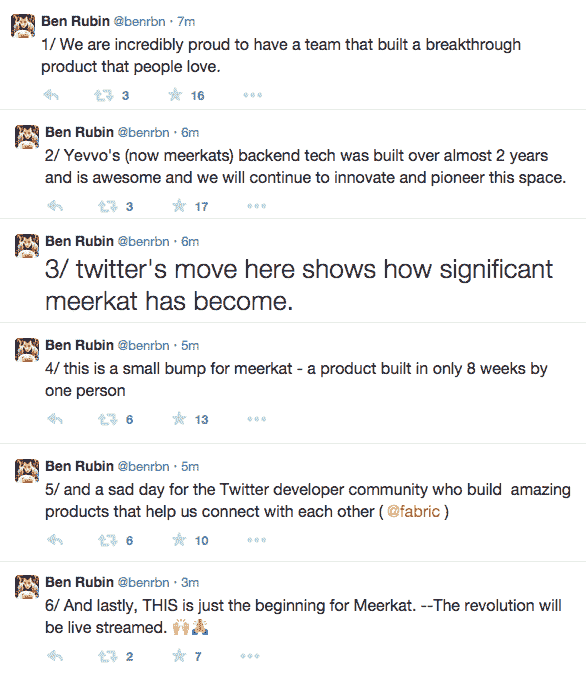 Ben Rubin @benrbn · 7m
1/ We are incredibly proud to have a team that built a breakthrough
product that people love.
3 16
Ben Rubin @benrbn · 6m
2/ Yevvo's (now meerkats) backend tech was built over almost 2 years
and is awesome and we will continue to innovate and pioneer this space.
3 17
Ben Rubin @benrbn · 6m
3/ twitter's move here shows how significant
meerkat has become.
Ben Rubin @benrbn · 5m
4/ this is a small bump for meerkat - a product built in only 8 weeks by
one person
6 13
Ben Rubin @benrbn · 5m
5/ and a sad day for the Twitter developer community who build amazing
products that help us connect with each other ( @fabric )
6 10
Ben Rubin @benrbn · 3m
6/ And lastly, THIS is just the beginning for Meerkat. --The revolution will
be live streamed. 🙌🏼🙏🏼
2 7